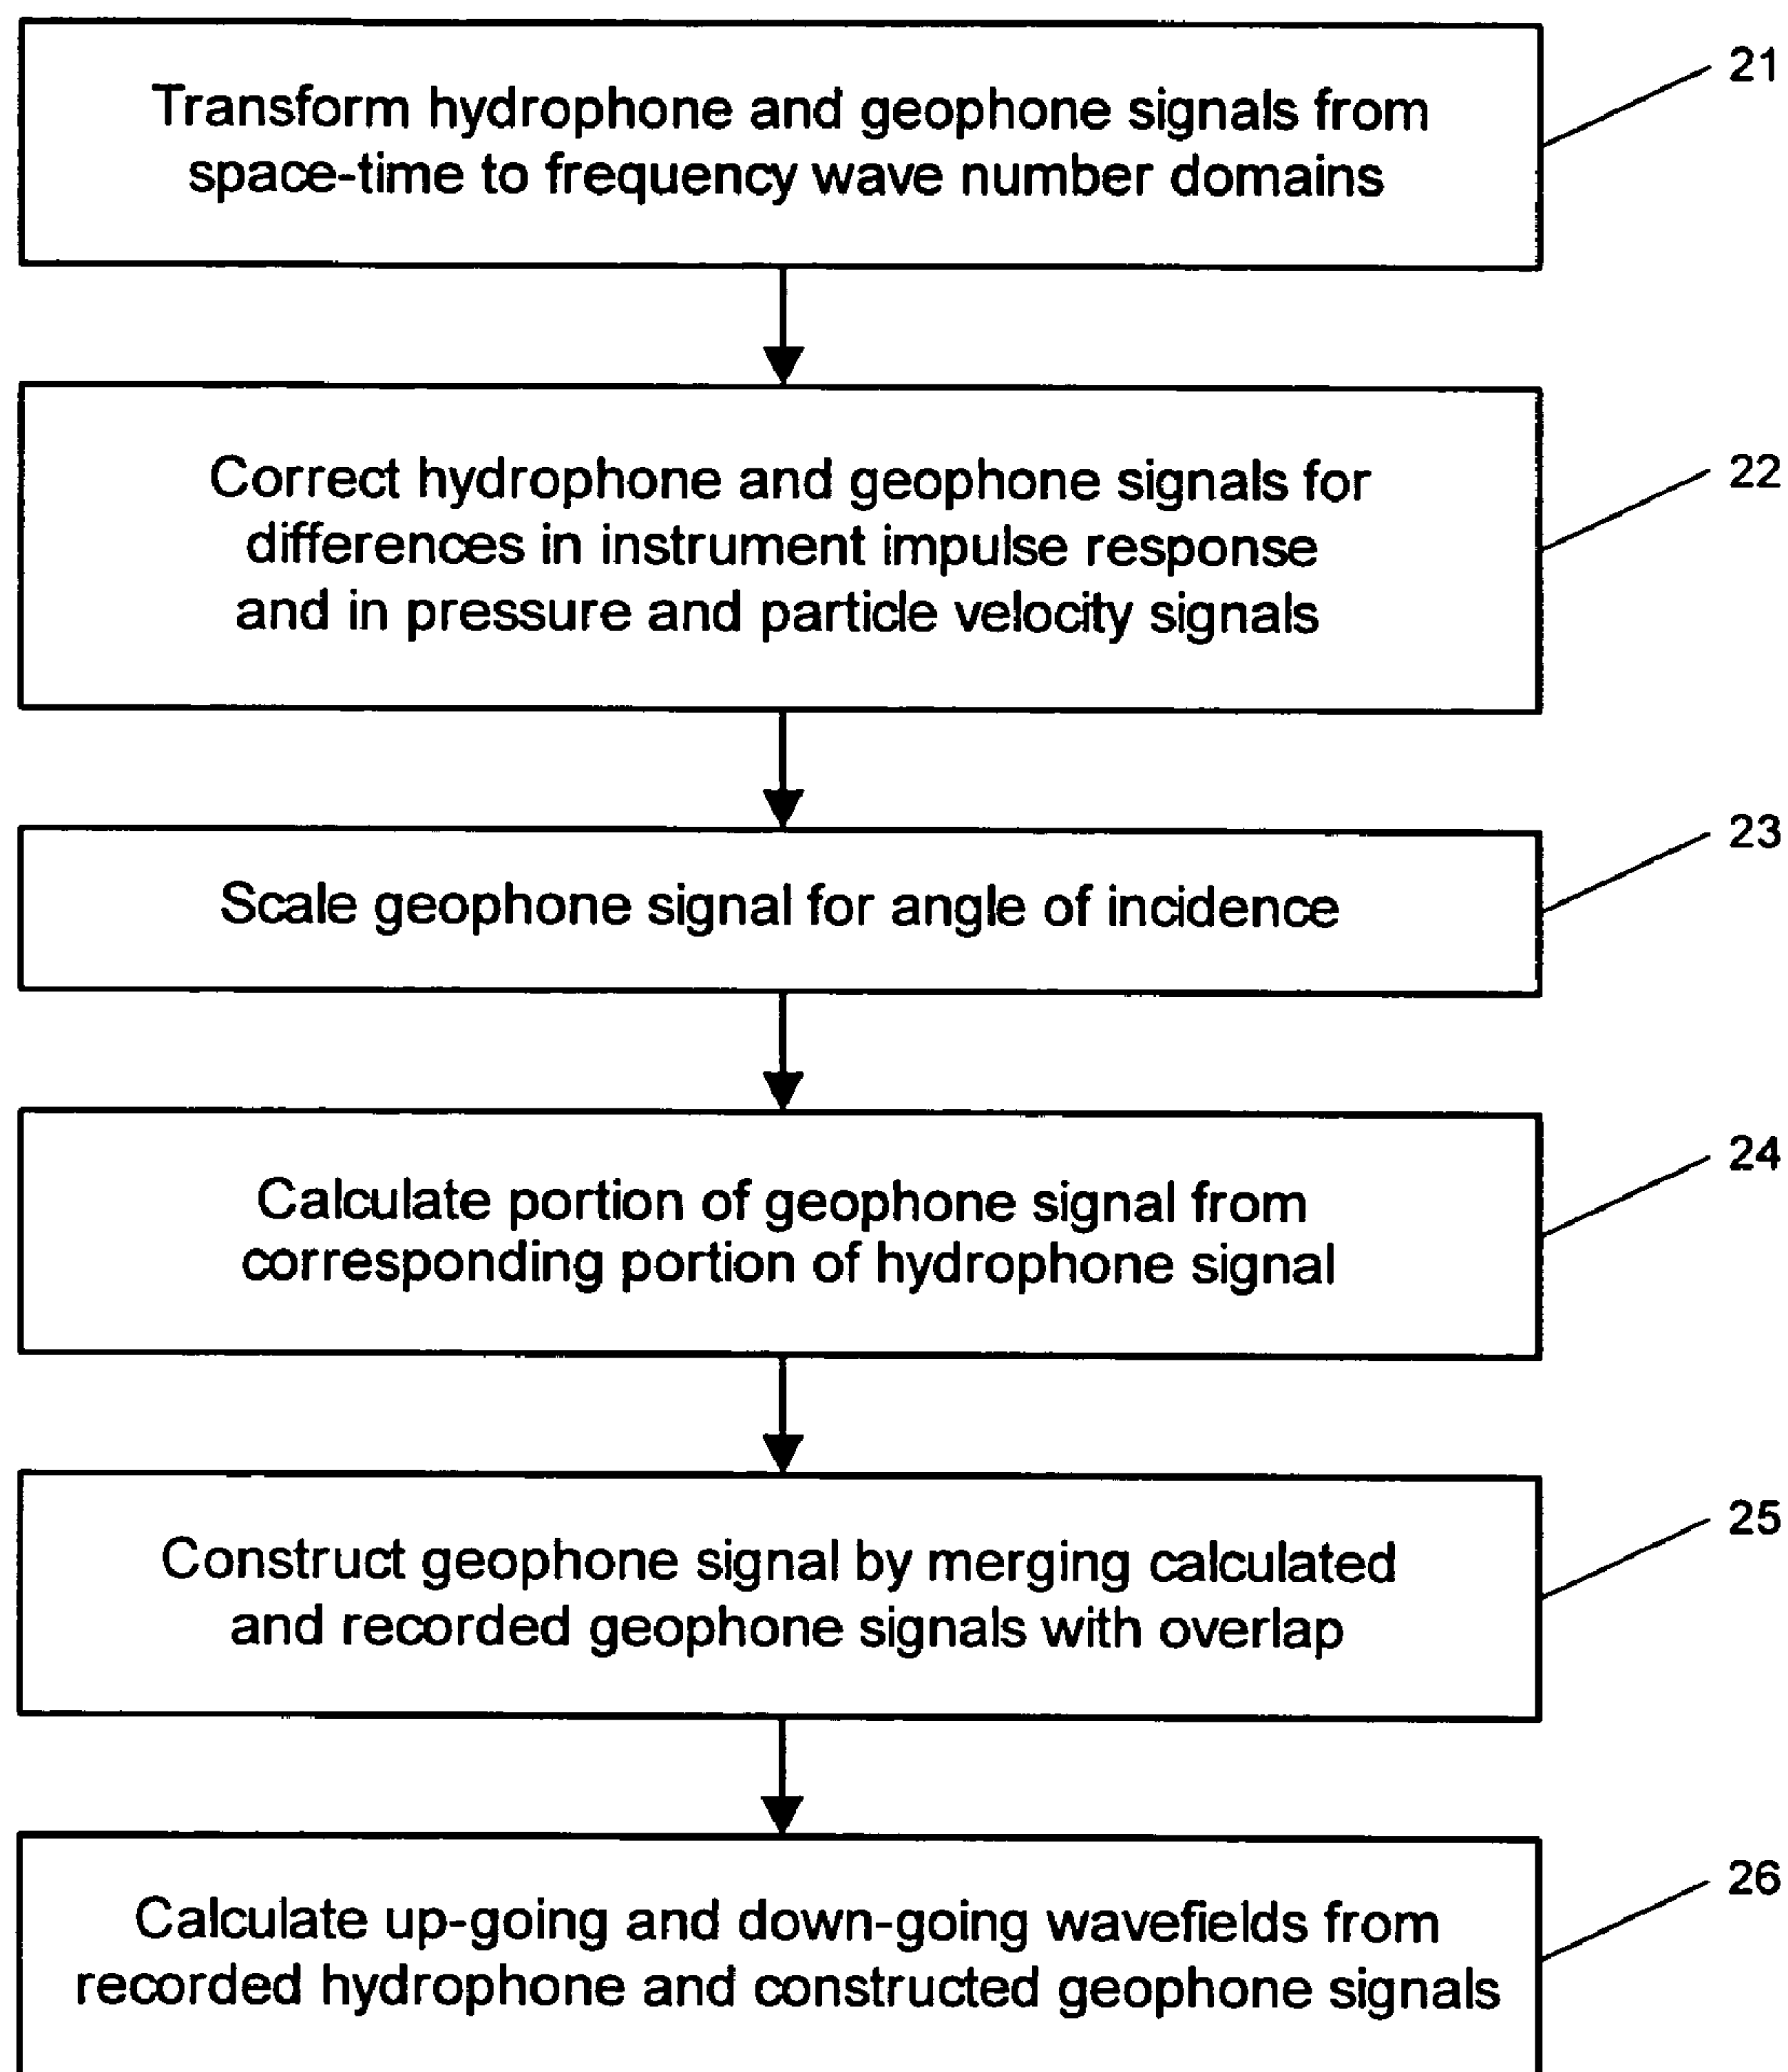 21
Transform hydrophone and geophone signals from
space-time to frequency wave number domains
22
Correct hydrophone and geophone signals for
differences in instrument impulse response
and in pressure and particle velocity signals
23
Scale geophone signal for angle of incidence
24
Calculate portion of geophone signal from
corresponding portion of hydrophone signal
25
Construct geophone signal by merging calculated
and recorded geophone signals with overlap
26
Calculate up-going and down-going wavefields from
recorded hydrophone and constructed geophone signals